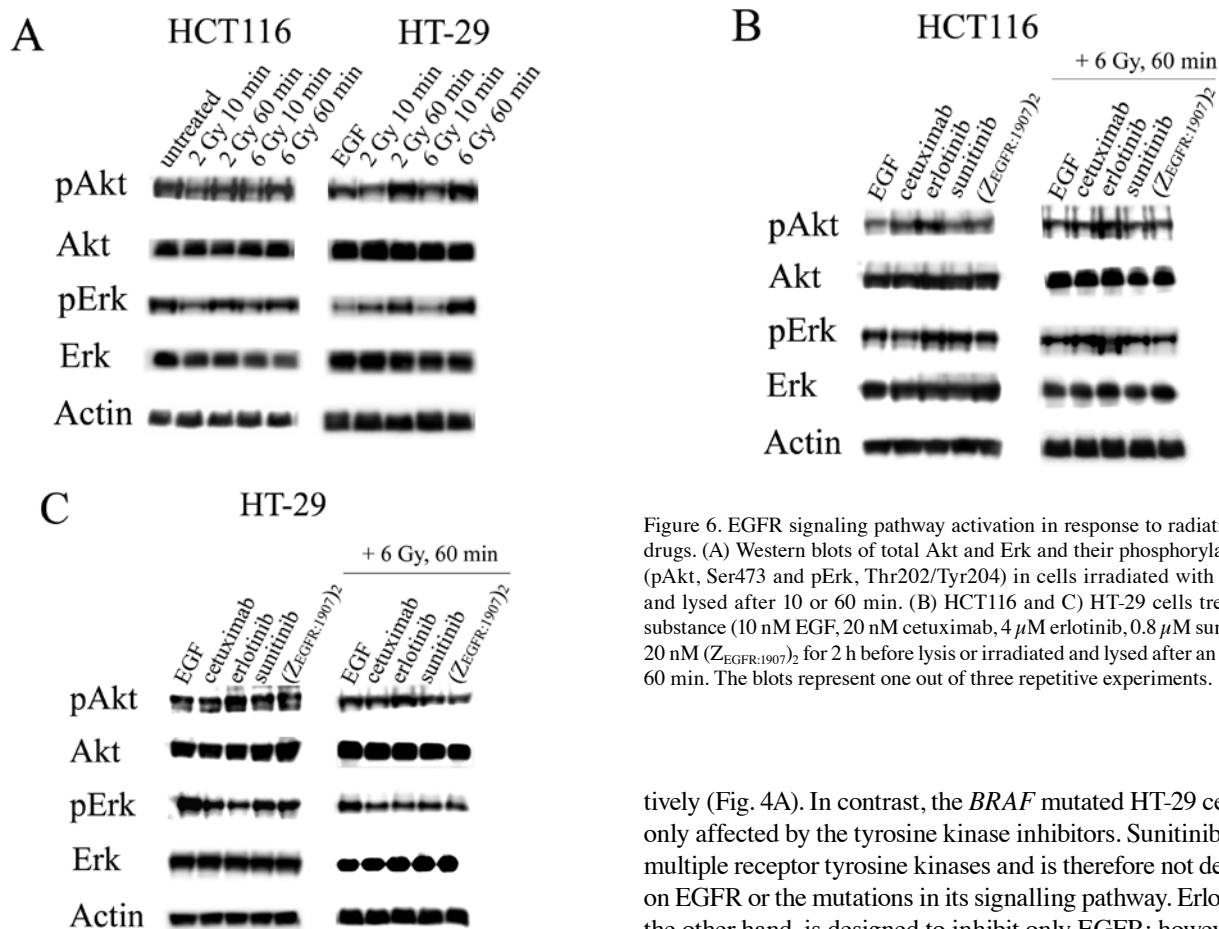 A
HCT116
HT-29
untreated
2 Gy 10 min
2 Gy 60 min
6 Gy 10 min
6 Gy 60 min
EGF
2 Gy 10 min
2 Gy 60 min
6 Gy 10 min
6 Gy 60 min
pAkt
Akt
pErk
Erk
Actin
B
HCT116
+ 6 Gy, 60 min
EGF
cetuximab
erlotinib
sunitinib
(ZEGFR:1907)2
EGF
cetuximab
erlotinib
sunitinib
(ZEGFR:1907)2
pAkt
Akt
pErk
Erk
Actin
C
HT-29
+ 6 Gy, 60 min
EGF
cetuximab
erlotinib
sunitinib
(ZEGFR:1907)2
EGF
cetuximab
erlotinib
sunitinib
(ZEGFR:1907)2
pAkt
Akt
pErk
Erk
Actin
Figure 6. EGFR signaling pathway activation in response to
drugs. (A) Western blots of total Akt and Erk and their
(pAkt, Ser473 and pErk, Thr202/Tyr204) in cells irradiated with
and lysed after 10 or 60 min. (B) HCT116 and C) HT-29 cells
substance (10 nM EGF, 20 nM cetuximab, 4 µM erlotinib, 0.8 µM
20 nM (ZEGFR:1907)2 for 2 h before lysis or irradiated and lysed after an
60 min. The blots represent one out of three repetitive experiments.
tively (Fig. 4A). In contrast, the BRAF mutated HT-29
only affected by the tyrosine kinase inhibitors. Sunitinib
multiple receptor tyrosine kinases and is therefore not
on EGFR or the mutations in its signalling pathway.
the other hand, is designed to inhibit only EGFR;